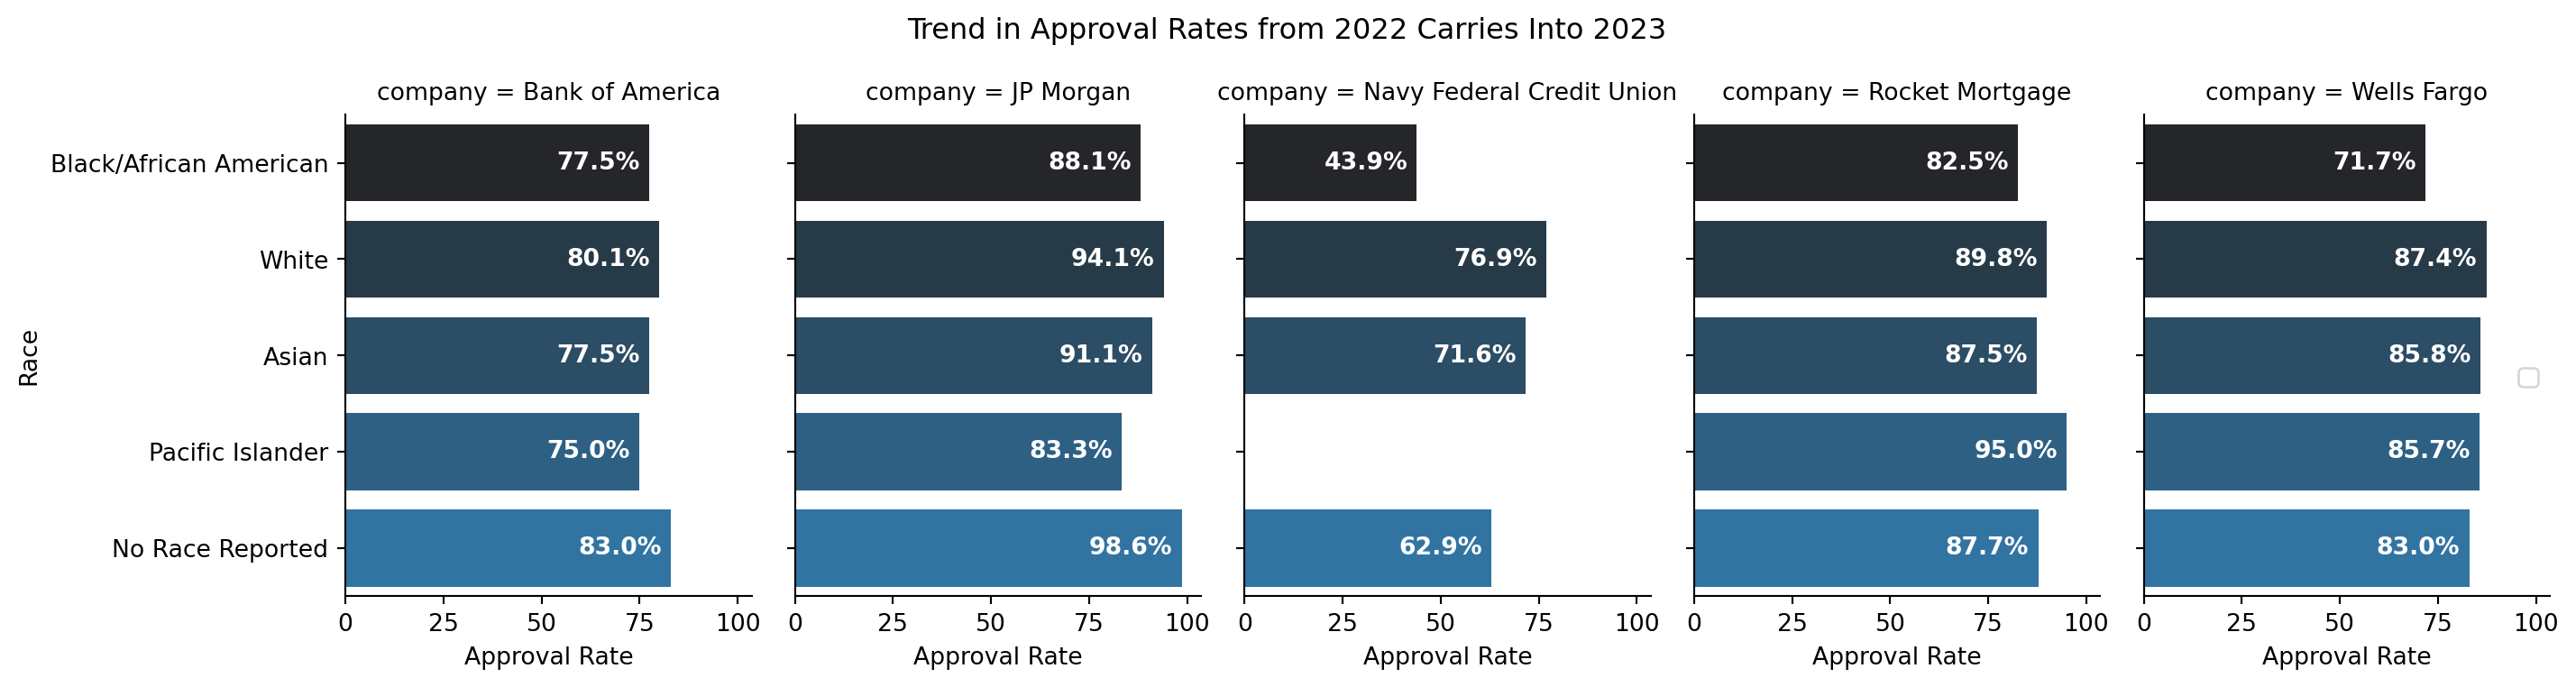 Trend in Approval Rates from 2022 Carries Into 2023
company = Bank of America
company = JP Morgan
company = Navy Federal Credit Union
company = Rocket Mortgage
company = Wells Fargo
Race
Black/African American
77.5%
88.1%
43.9%
82.5%
71.7%
White
80.1%
94.1%
76.9%
89.8%
87.4%
Asian
77.5%
91.1%
71.6%
87.5%
85.8%
Pacific Islander
75.0%
83.3%
95.0%
85.7%
No Race Reported
83.0%
98.6%
62.9%
87.7%
83.0%
0 25 50 75 100
0 25 50 75 100
0 25 50 75 100
0 25 50 75 100
0 25 50 75 100
Approval Rate
Approval Rate
Approval Rate
Approval Rate
Approval Rate